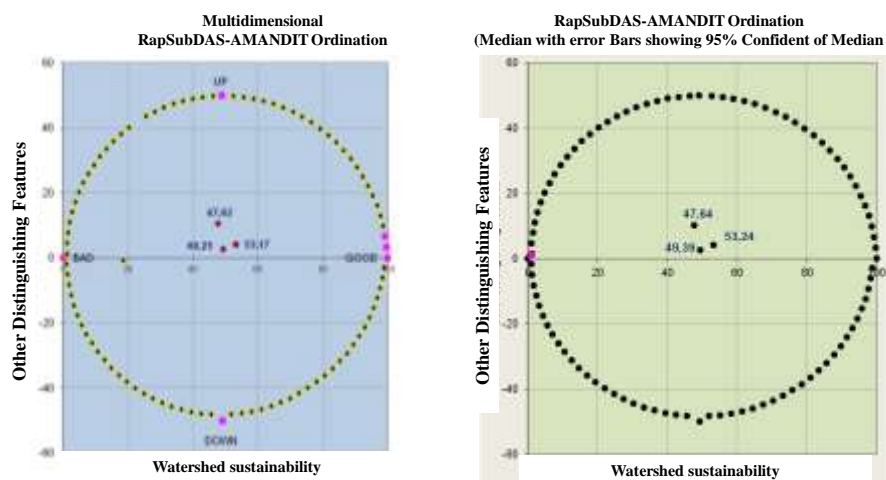 Multidimensional
RapSubDAS-AMANDIT Ordination
Other Distinguishing Features
60
UP
40
20
47,63
53,17
0
BAD
GOOD
-20
-40
DOWN
-60
Watershed sustainability
RapSubDAS-AMANDIT Ordination
(Median with error Bars showing 95% Confident of Median
Other Distinguishing Features
60
40
20
47,64
53,24
49,39
0
20
40
60
80
100
-20
-40
-60
Watershed sustainability